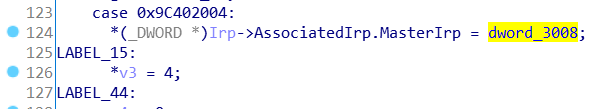 123 case 0x9C402004:
124 *(_DWORD *)Irp->AssociatedIrp.MasterIrp = dword_3008;
125 LABEL_15:
126 *v3 = 4;
127 LABEL_44: